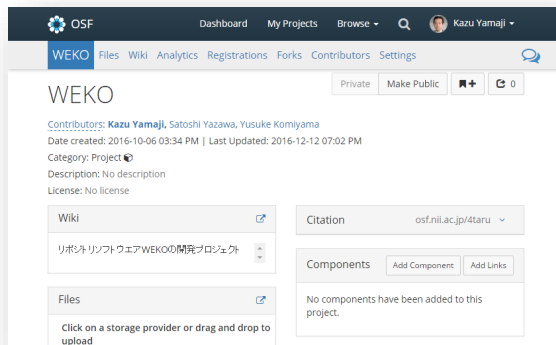 OSF Dashboard My Projects Browse Kazu Yamaji
WEKO Files Wiki Analytics Registrations Forks Contributors Settings
WEKO
Private Make Public 0
Contributors: Kazu Yamaji, Satoshi Yazawa, Yusuke Komiyama
Date created: 2016-10-06 03:34 PM | Last Updated: 2016-12-12 07:02 PM
Category: Project
Description: No description
License: No license
Wiki
リポジトリソフトウエアWEKOの開発プロジェクト
Citation osf.nii.ac.jp/4taru
Components Add Component Add Links
No components have been added to this
project.
Files
Click on a storage provider or drag and drop to
upload